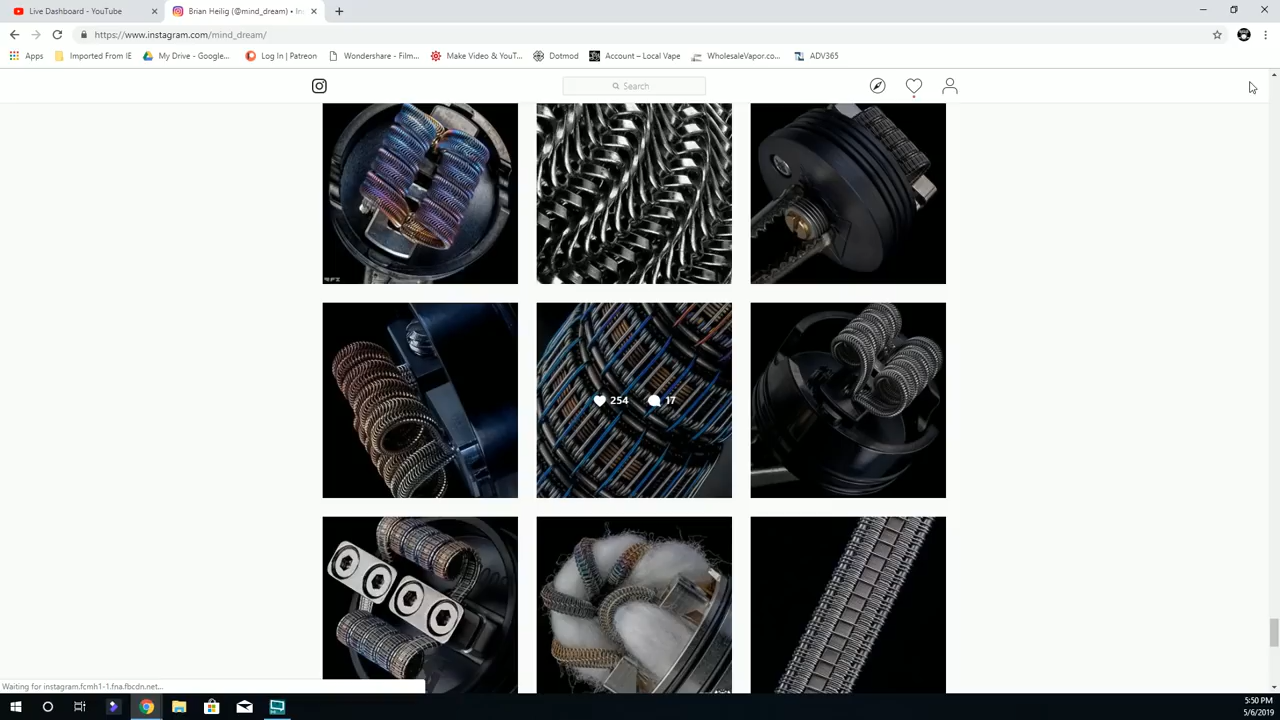 Live Dashboard - YouTube
Brian Heilig (@mind_dream) • Ins
https://www.instagram.com/mind_dream/
Apps Imported From IE My Drive - Google... Log In | Patreon Wondershare - Film... Make Video & YouT... Dotmod Account – Local Vape WholesaleVapor.co... ADV365
Search
254 17
Waiting for instagram.fcmh1-1.fna.fbcdn.net...
5:50 PM
5/6/2019